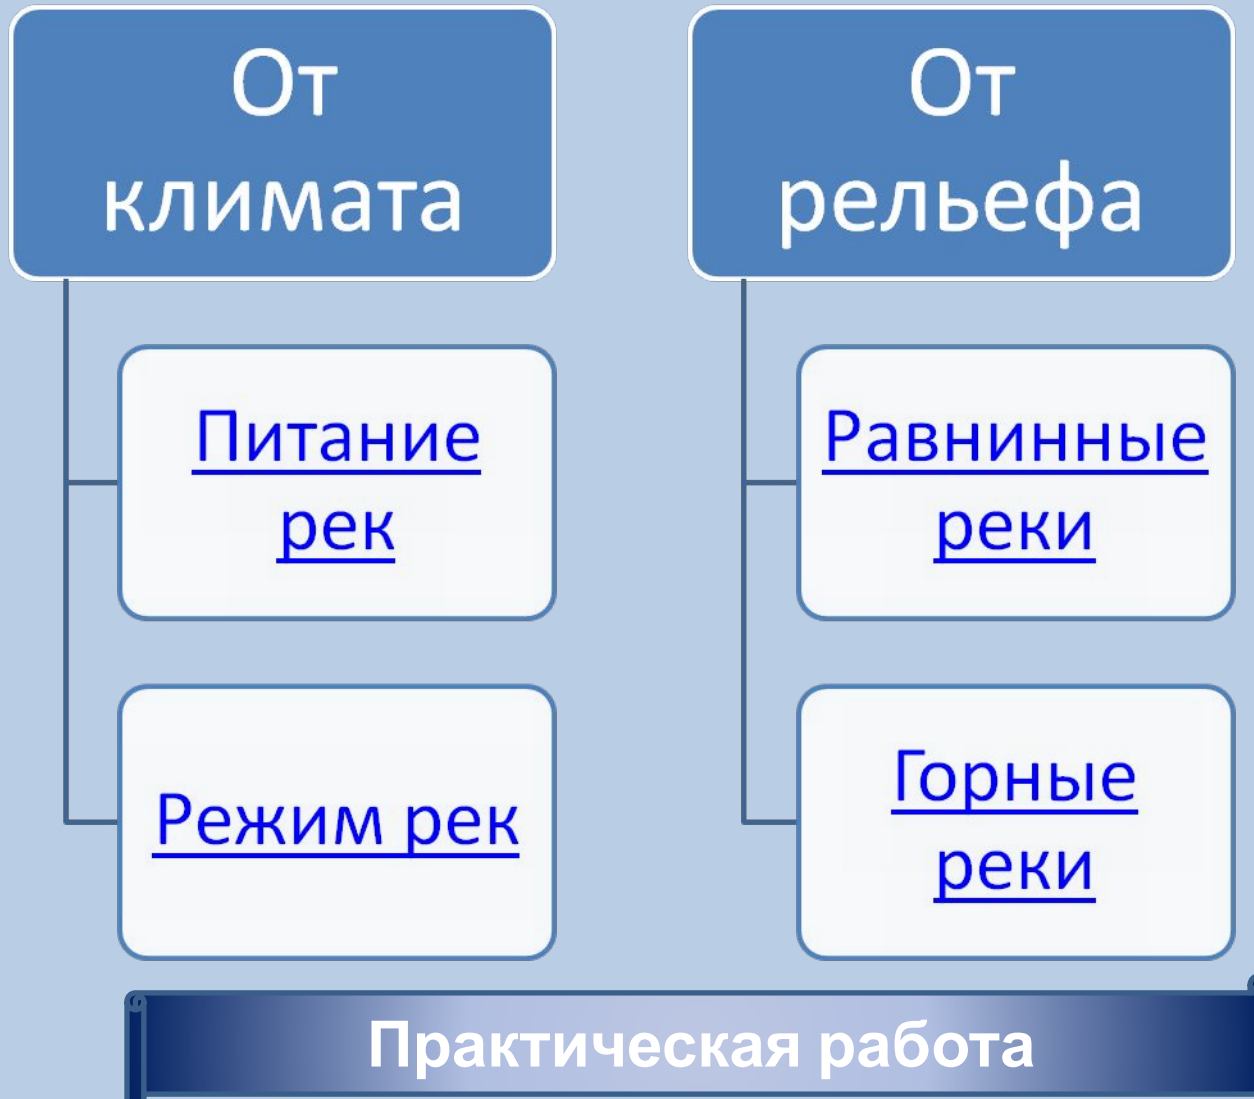 От
климата
Питание
рек
Режим рек
От
рельефа
Равнинные
реки
Горные
реки
Практическая работа